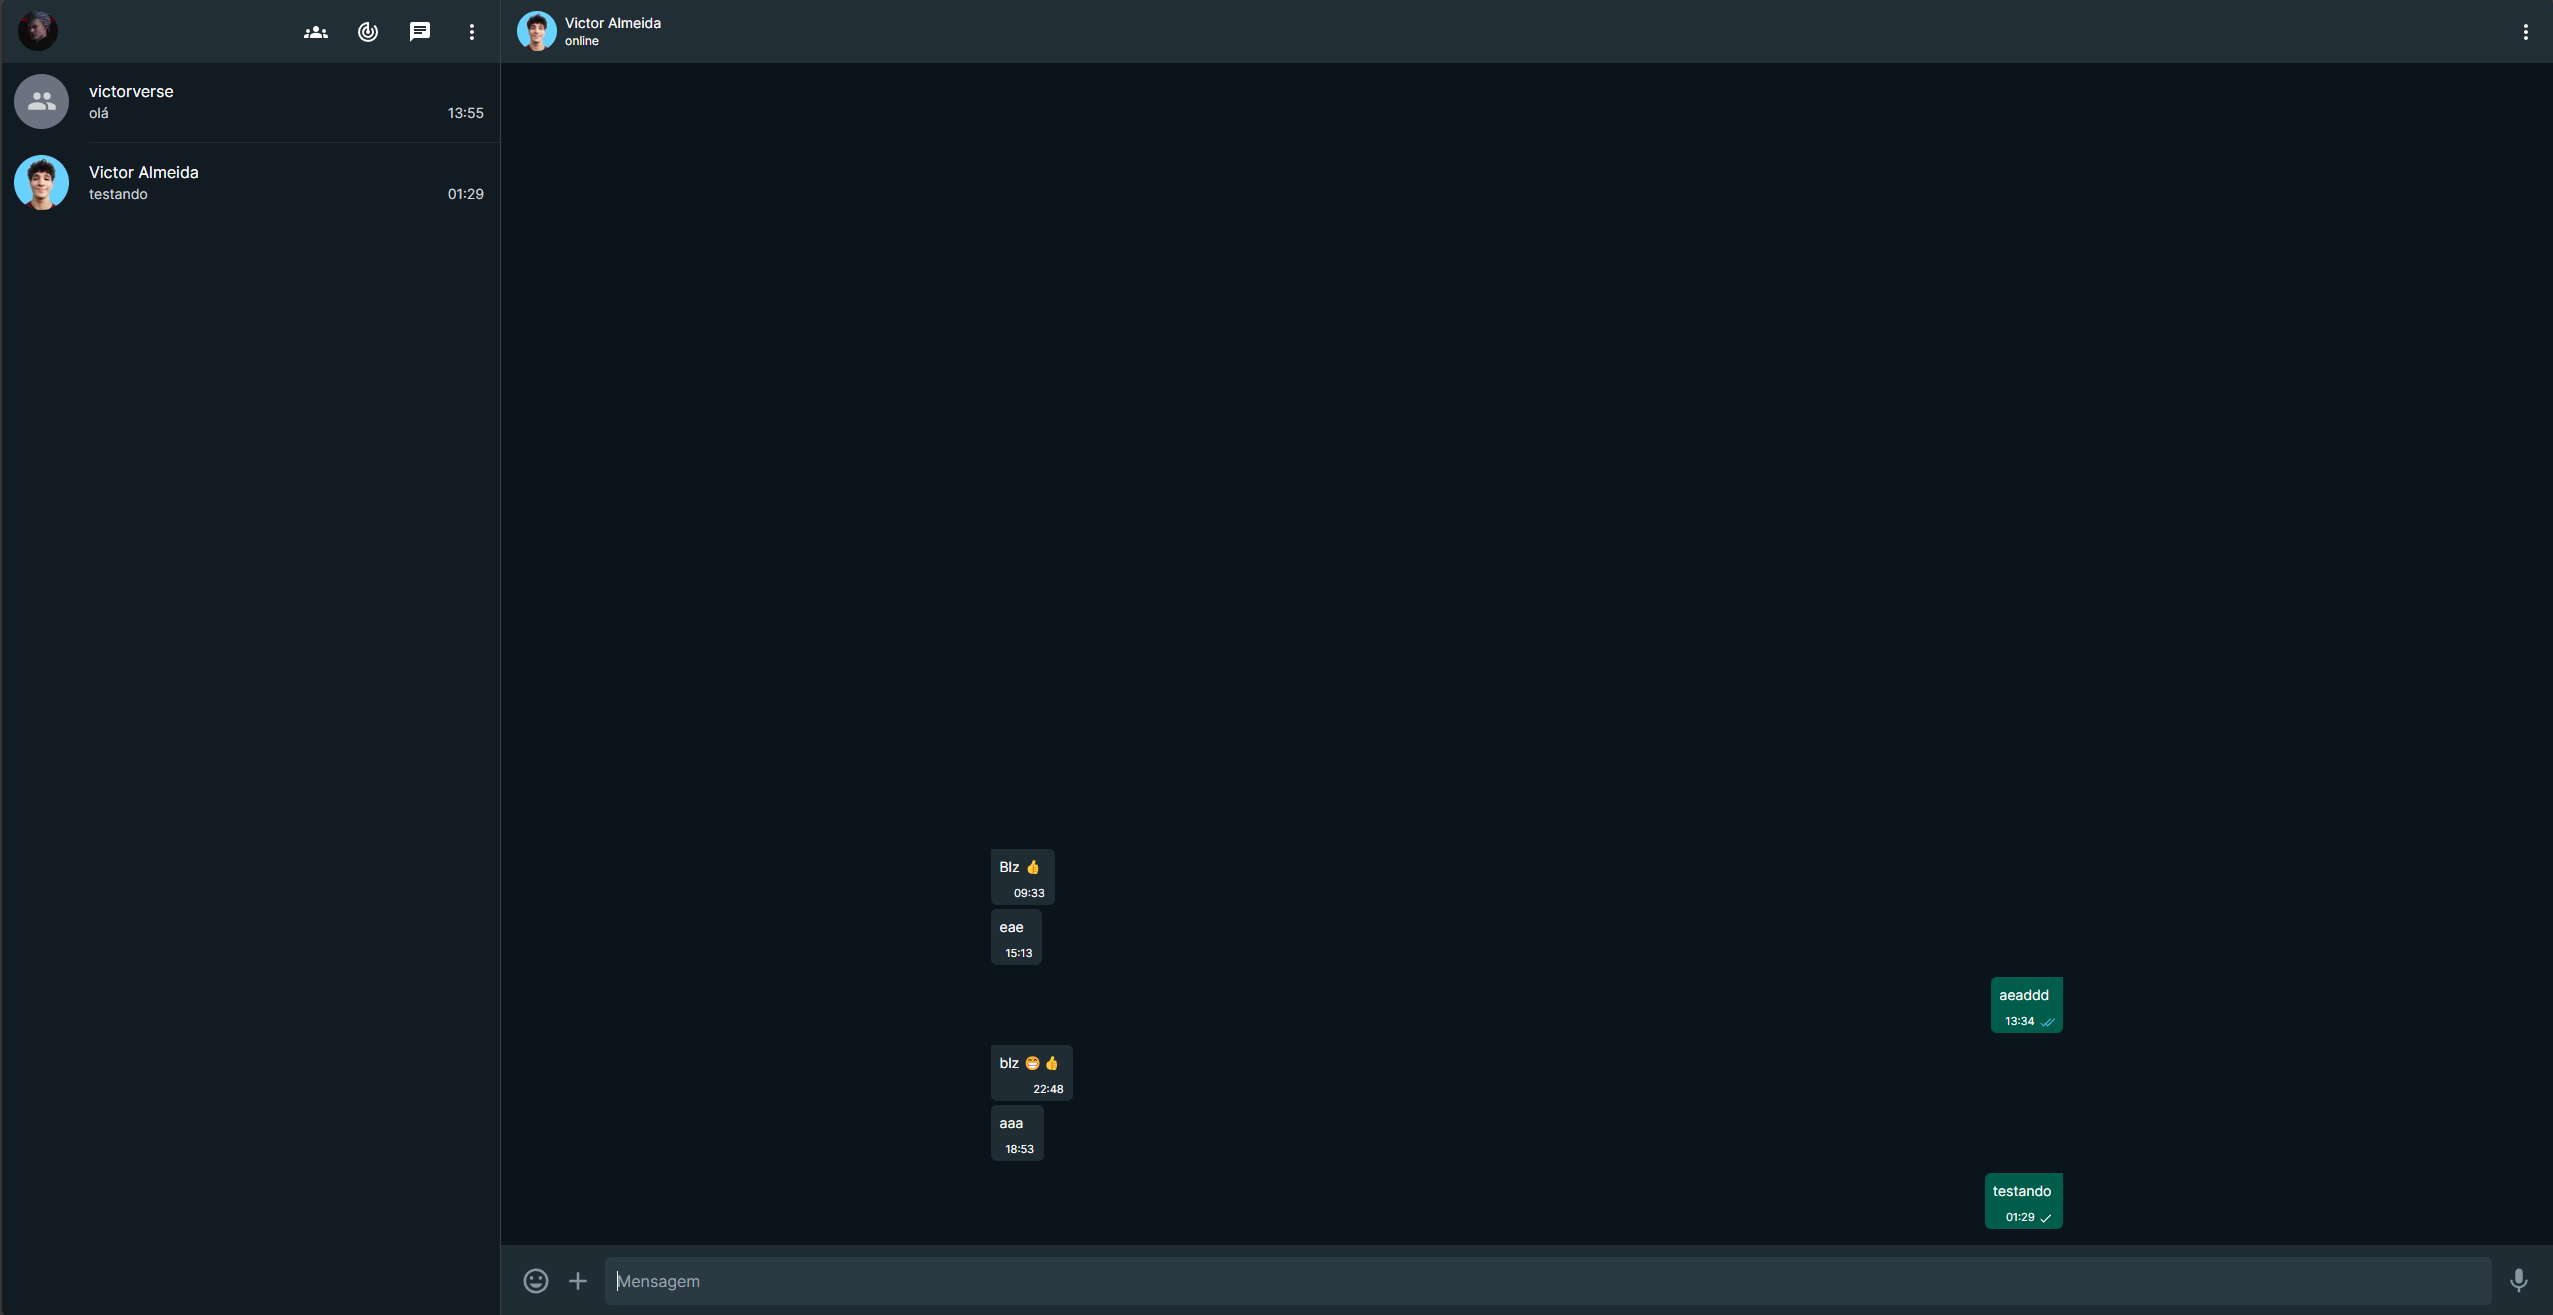 victorverse
olá
13:55
Victor Almeida
testando
01:29
Victor Almeida
online
Blz 👍
09:33
eae
15:13
aeaddd
13:34
blz 😁👍
22:48
aaa
18:53
testando
01:29
Mensagem